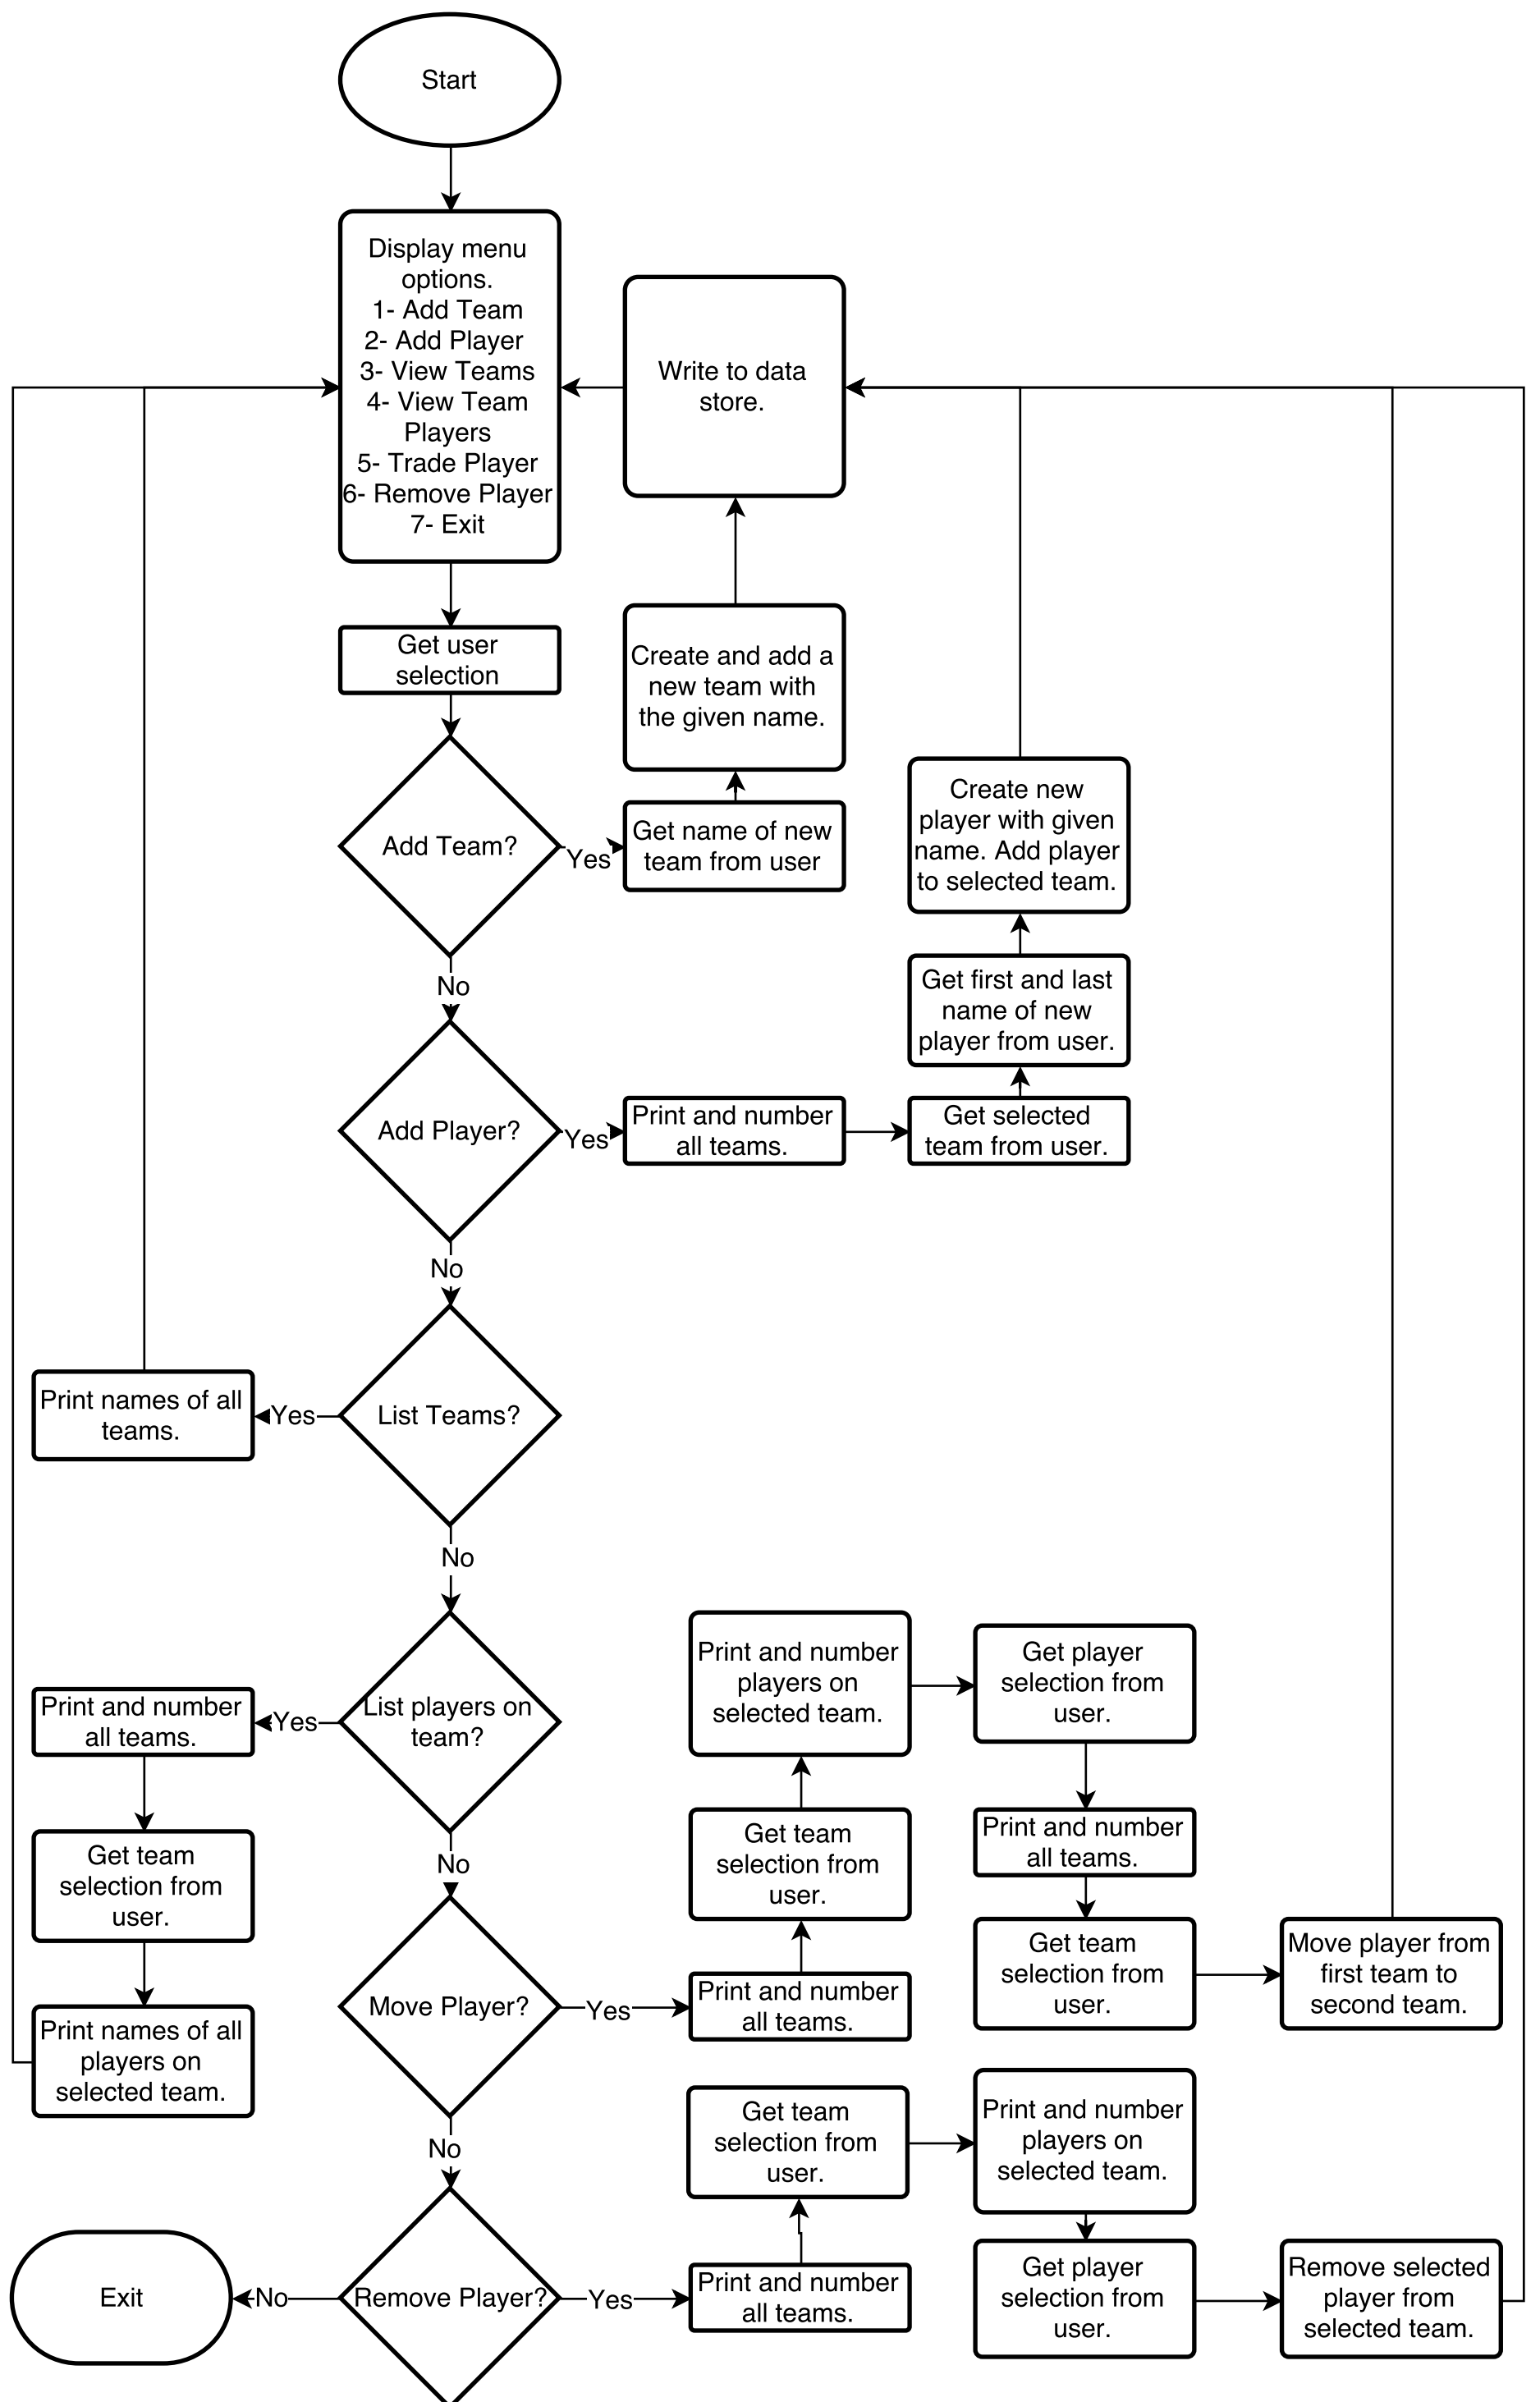 Start
Display menu
options.
1- Add Team
2- Add Player
3- View Teams
4- View Team
Players
5- Trade Player
6- Remove Player
7- Exit
Write to data
store.
Get user
selection
Create and add a
new team with
the given name.
Add Team?
Yes
Get name of new
team from user
Create new
player with given
name. Add player
to selected team.
No
Get first and last
name of new
player from user.
Add Player?
Yes
Print and number
all teams.
Get selected
team from user.
No
Print names of all
teams.
Yes
List Teams?
No
Print and number
all teams.
Yes
List players on
team?
Print and number
players on
selected team.
Get player
selection from
user.
Get team
selection from
user.
No
Get team
selection from
user.
Print and number
all teams.
Print names of all
players on
selected team.
Move Player?
Yes
Print and number
all teams.
Get team
selection from
user.
Move player from
first team to
second team.
No
Get team
selection from
user.
Print and number
players on
selected team.
Exit
No
Remove Player?
Yes
Print and number
all teams.
Get player
selection from
user.
Remove selected
player from
selected team.